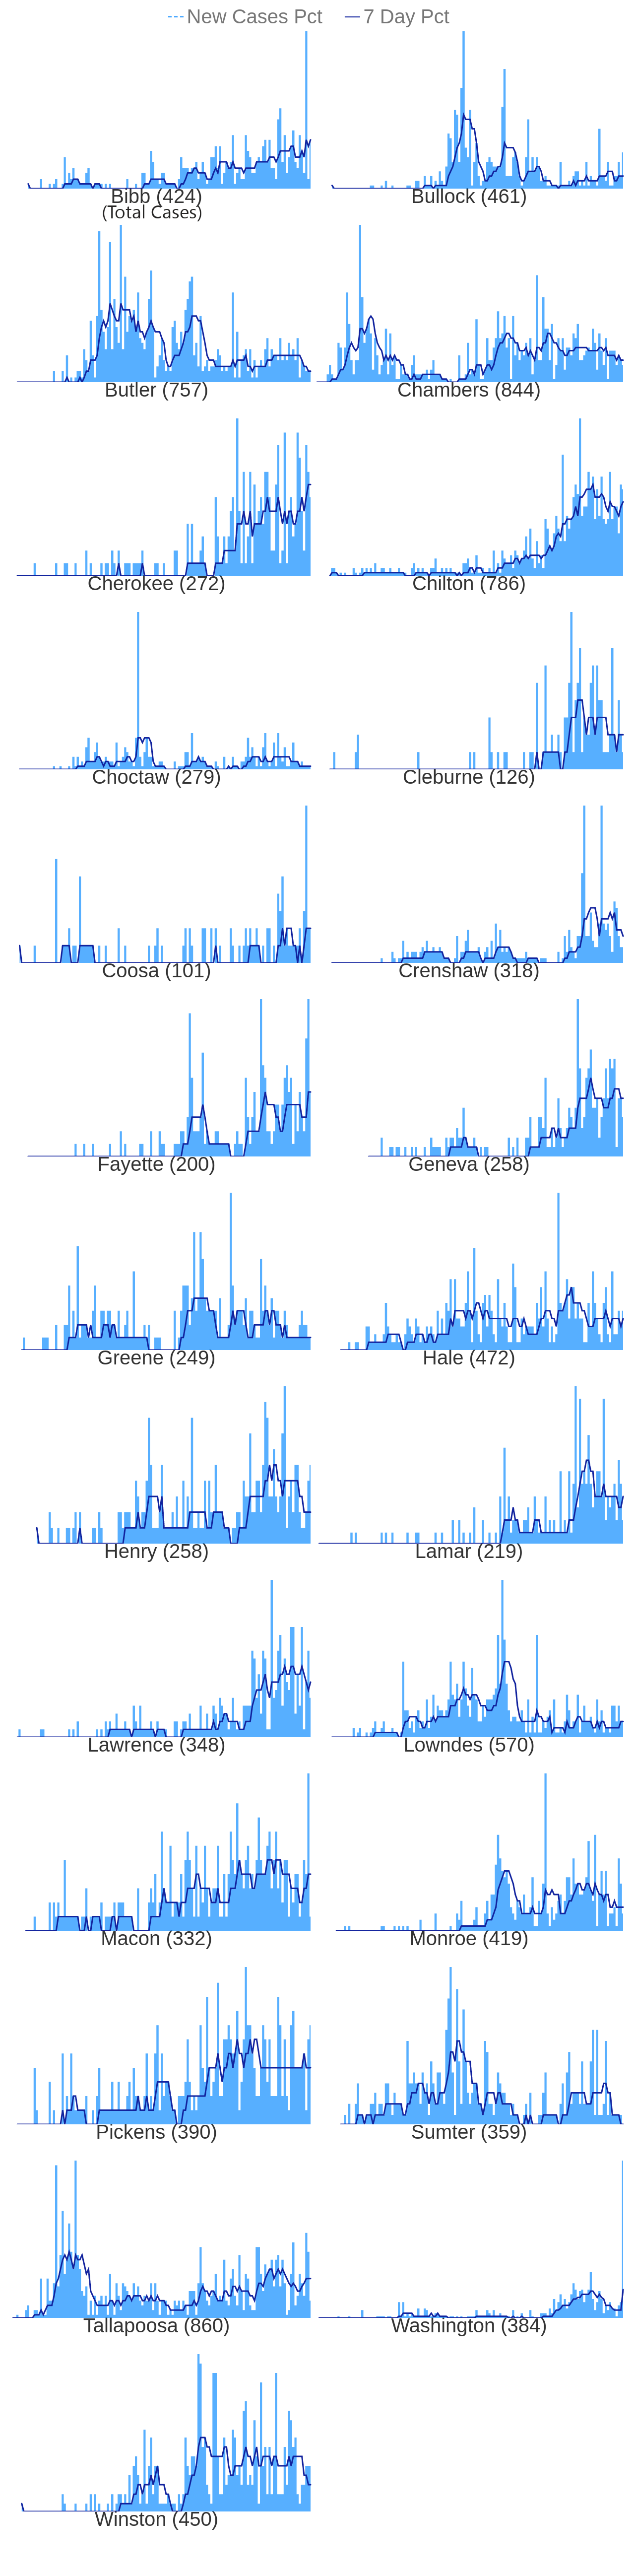 New Cases Pct 7 Day Pct
Bibb (424) Bullock (461)
(Total Cases)
Butler (757) Chambers (844)
Cherokee (272) Chilton (786)
Choctaw (279) Cleburne (126)
Coosa (101) Crenshaw (318)
Fayette (200) Geneva (258)
Greene (249) Hale (472)
Henry (258) Lamar (219)
Lawrence (348) Lowndes (570)
Macon (332) Monroe (419)
Pickens (390) Sumter (359)
Tallapoosa (860) Washington (384)
Winston (450)